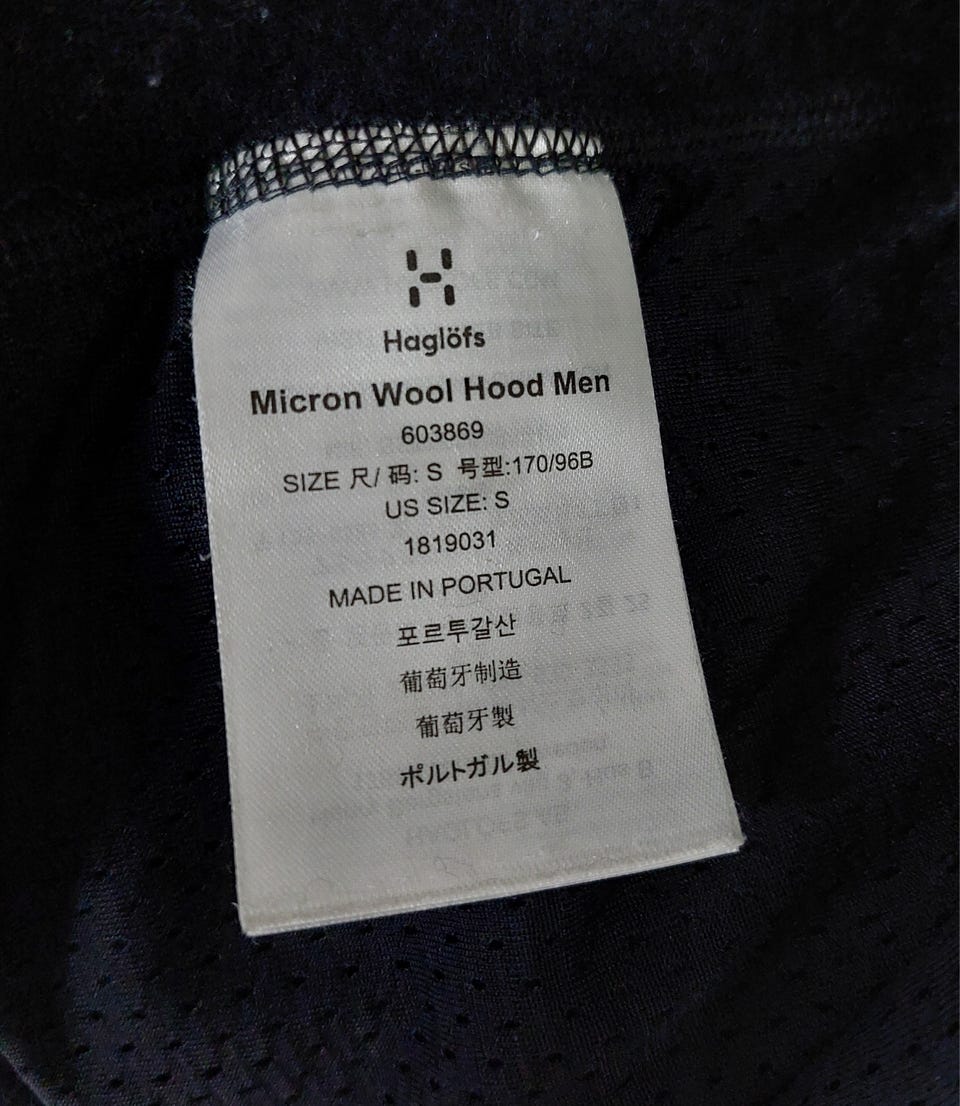 Haglöfs
Micron Wool Hood Men
603869
SIZE 尺/ 码: S 号型:170/96B
US SIZE: S
1819031
MADE IN PORTUGAL
포르투갈산
葡萄牙制造
葡萄牙製
ポルトガル製